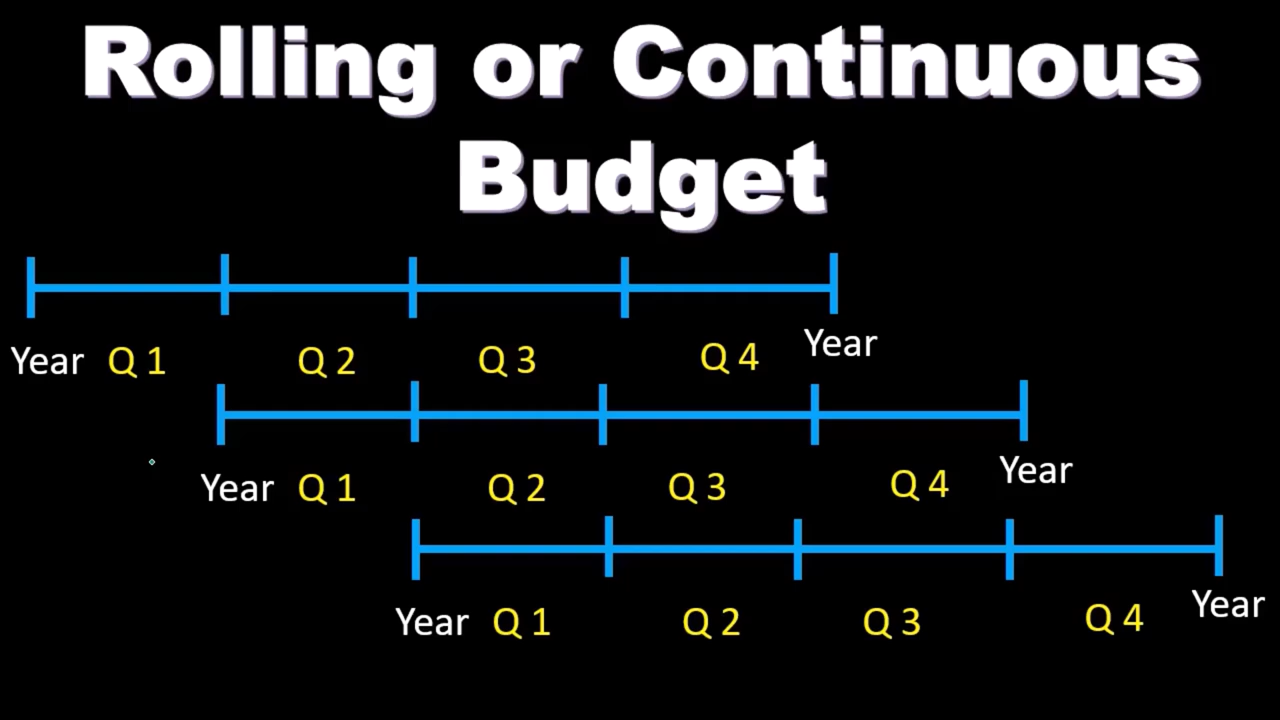 Rolling or Continuous
Budget
Year Q 1 Q 2 Q 3 Q 4 Year
Year Q 1 Q 2 Q 3 Q 4 Year
Year Q 1 Q 2 Q 3 Q 4 Year